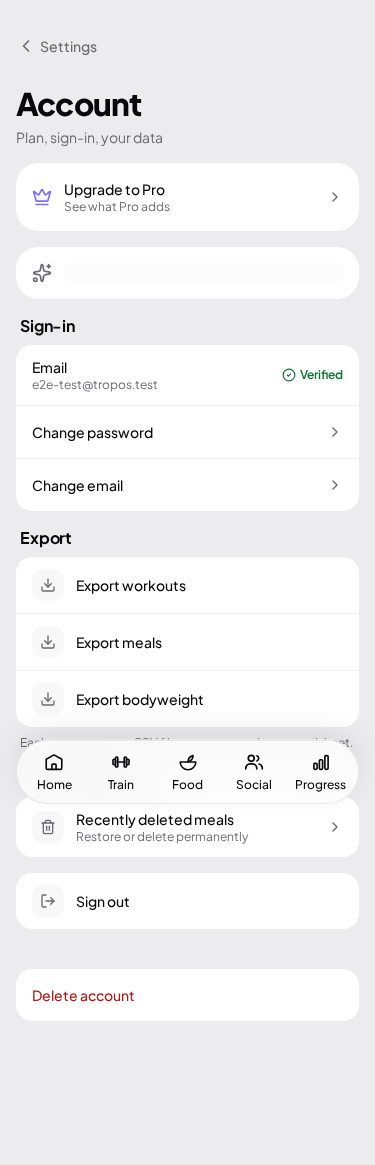 Settings
Account
Plan, sign-in, your data
Upgrade to Pro
See what Pro adds
Sign-in
Email
e2e-test@tropos.test
Verified
Change password
Change email
Export
Export workouts
Export meals
Export bodyweight
Home
Train
Food
Social
Progress
Recently deleted meals
Restore or delete permanently
Sign out
Delete account